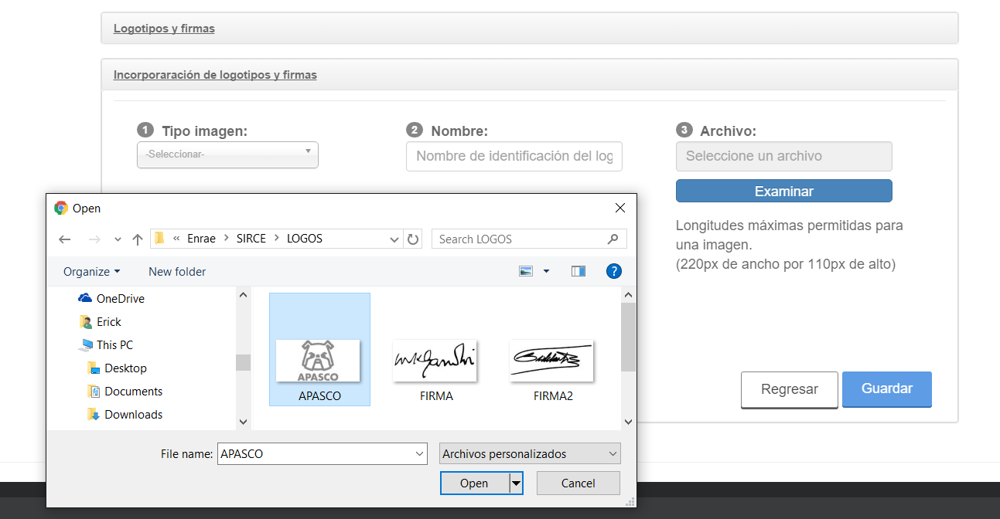 Logotipos y firmas
Incorporaración de logotipos y firmas
1 Tipo imagen:
-Seleccionar-
2 Nombre:
Nombre de identificación del log
3 Archivo:
Seleccione un archivo
Examinar
Longitudes máximas permitidas para
una imagen.
(220px de ancho por 110px de alto)
Regresar
Guardar
Open
« Enrae > SIRCE > LOGOS
Search LOGOS
Organize
New folder
?
OneDrive
Erick
This PC
Desktop
Documents
Downloads
APASCO
APASCO
FIRMA
FIRMA2
File name: APASCO
Archivos personalizados
Open
Cancel